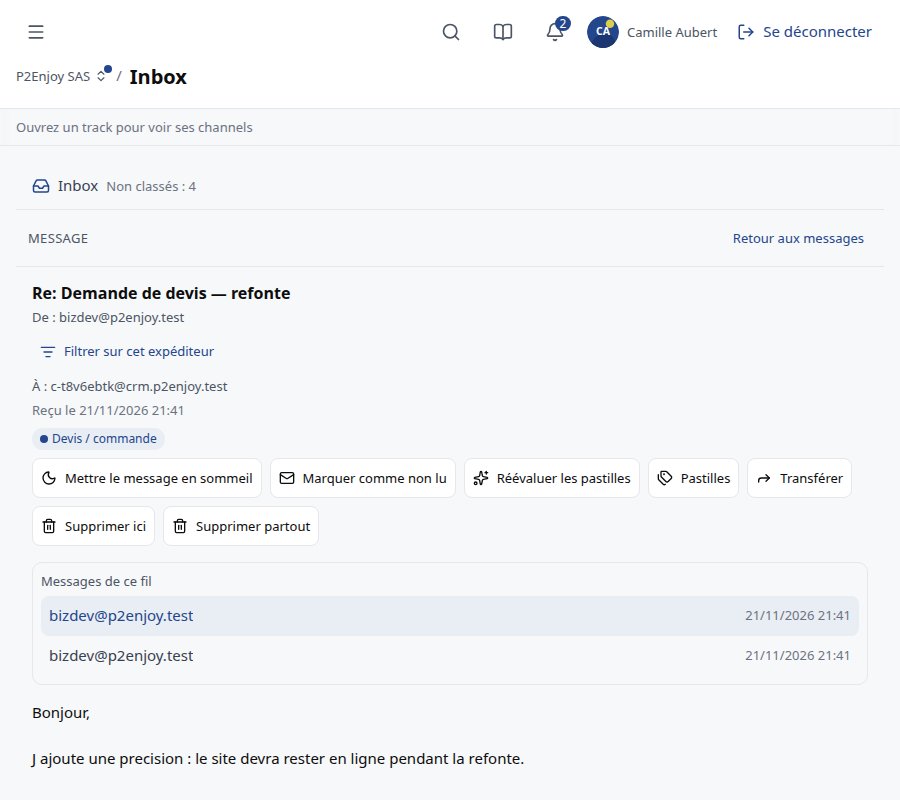 2
CA
Camille Aubert
Se déconnecter
P2Enjoy SAS / Inbox
Ouvrez un track pour voir ses channels
Inbox Non classés : 4
MESSAGE
Retour aux messages
Re: Demande de devis — refonte
De : bizdev@p2enjoy.test
Filtrer sur cet expéditeur
À : c-t8v6ebtk@crm.p2enjoy.test
Reçu le 21/11/2026 21:41
Devis / commande
Mettre le message en sommeil
Marquer comme non lu
Réévaluer les pastilles
Pastilles
Transférer
Supprimer ici
Supprimer partout
Messages de ce fil
bizdev@p2enjoy.test 21/11/2026 21:41
bizdev@p2enjoy.test 21/11/2026 21:41
Bonjour,
J ajoute une precision : le site devra rester en ligne pendant la refonte.